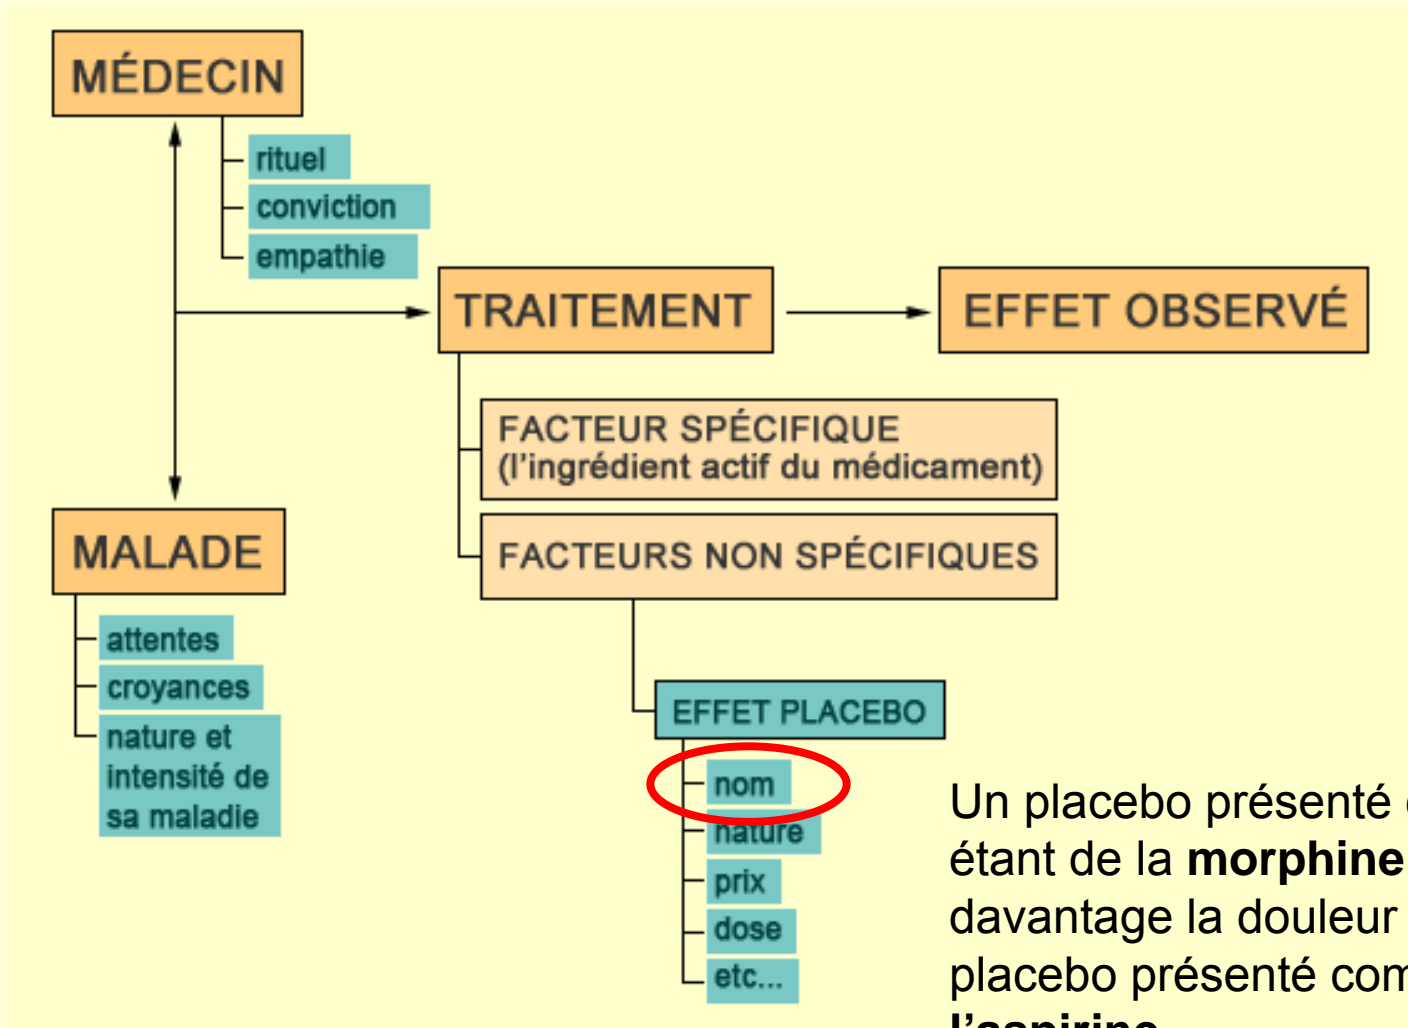 MÉDECIN
rituel
conviction
empathie
TRAITEMENT
EFFET OBSERVÉ
FACTEUR SPÉCIFIQUE
(l'ingrédient actif du médicament)
FACTEURS NON SPÉCIFIQUES
MALADE
attentes
croyances
nature et
intensité de
sa maladie
EFFET PLACEBO
nom
nature
prix
dose
etc...
Un placebo présenté
étant de la morphine
davantage la douleur
placebo présenté
l'aspirine